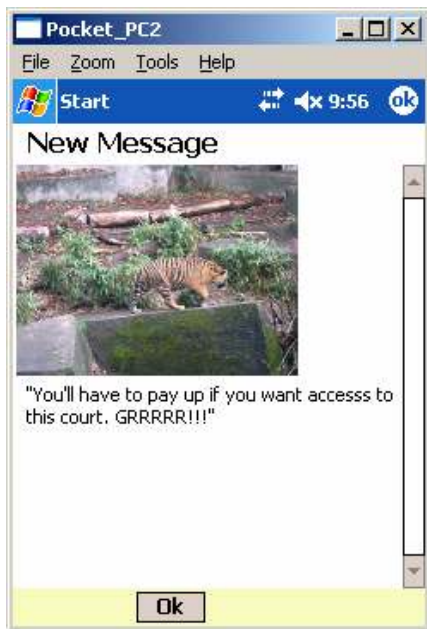 Pocket_PC2
File Zoom Tools Help
Start 9:56 ok
New Message
"You'll have to pay up if you want accesss to
this court. GRRRRR!!!"
Ok